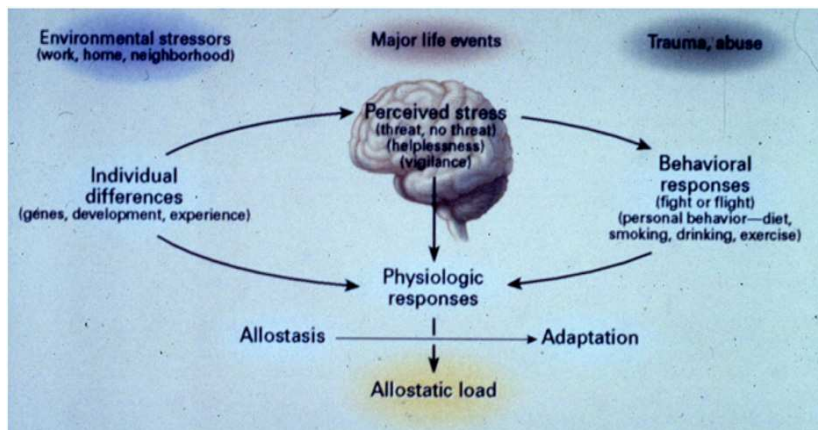 Environmental stressors
(work, home, neighborhood)
Major life events
Trauma, abuse
Perceived stress
(threat, no threat)
(helplessness)
(vigilance)
Individual
differences
(genes, development, experience)
Behavioral
responses
(fight or flight)
(personal behavior—diet,
smoking, drinking, exercise)
Physiologic
responses
Allostasis
Adaptation
Allostatic load